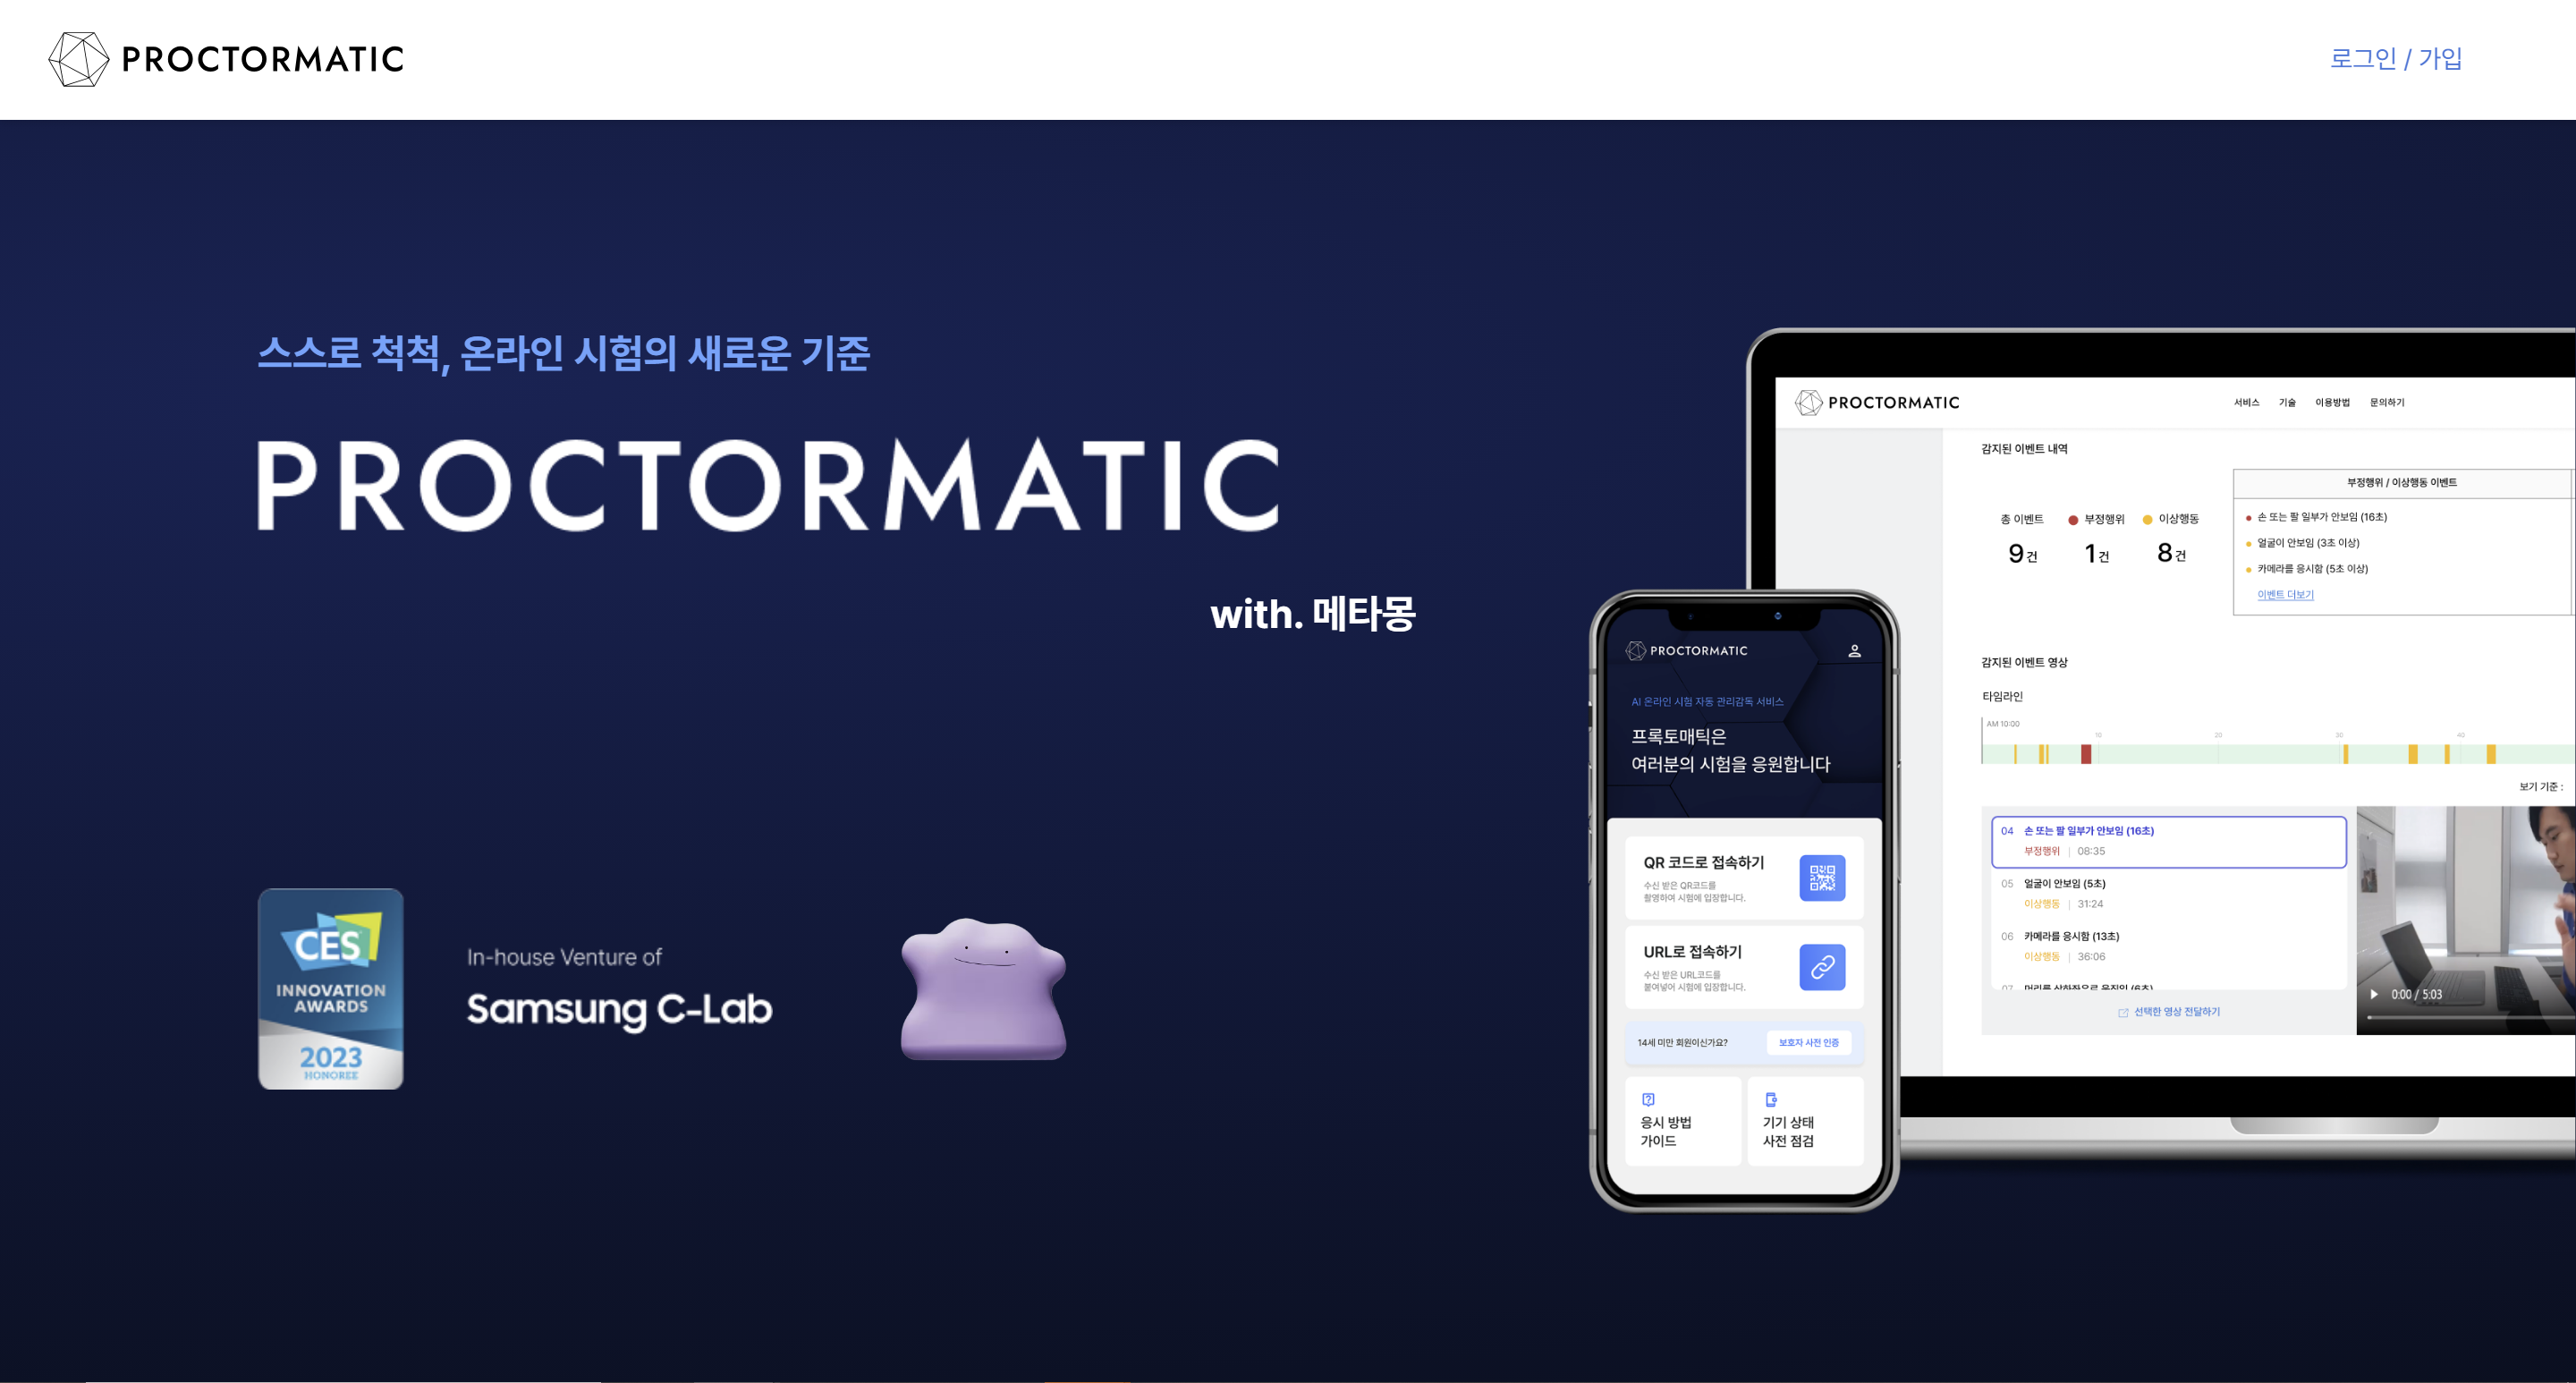 PROCTORMATIC
로그인 / 가입
스스로 척척, 온라인 시험의 새로운 기준
PROCTORMATIC
with. 메타몽
CES
INNOVATION
AWARDS
2023
HONOREE
In-house Venture of
Samsung C-Lab
PROCTORMATIC
AI 온라인 시험 자동 관리감독 서비스
프록토매틱은
여러분의 시험을 응원합니다
QR 코드로 접속하기
수신 받은 QR코드를
촬영하여 시험에 입장합니다.
URL로 접속하기
수신 받은 URL코드를
붙여넣어 시험에 입장합니다.
14세 미만 회원이신가요?
보호자 사전 인증
응시 방법
가이드
기기 상태
사전 점검
PROCTORMATIC
서비스 기술 이용방법 문의하기
감지된 이벤트 내역
총 이벤트 부정행위 이상행동
9건 1건 8건
부정행위 / 이상행동 이벤트
손 또는 팔 일부가 안보임 (16초)
얼굴이 안보임 (3초 이상)
카메라를 응시함 (5초 이상)
이벤트 더보기
감지된 이벤트 영상
타임라인
AM 10:00
10 20 30 40
보기 기준 :
04 손 또는 팔 일부가 안보임 (16초)
부정행위 | 08:35
05 얼굴이 안보임 (5초)
이상행동 | 31:24
06 카메라를 응시함 (13초)
이상행동 | 36:06
선택한 영상 전달하기
0:00 / 5:03